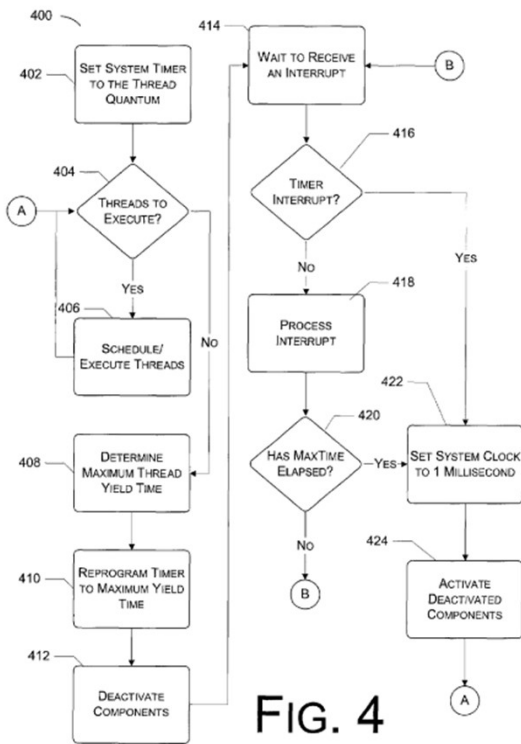 400
402
SET SYSTEM TIMER
TO THE THREAD
QUANTUM
404
A
THREADS TO
EXECUTE?
YES
NO
406
SCHEDULE/
EXECUTE THREADS
408
DETERMINE
MAXIMUM THREAD
YIELD TIME
410
REPROGRAM TIMER
TO MAXIMUM YIELD
TIME
412
DEACTIVATE
COMPONENTS
414
WAIT TO RECEIVE
AN INTERRUPT
B
416
TIMER
INTERRUPT?
YES
NO
418
PROCESS
INTERRUPT
420
HAS MAXTIME
ELAPSED?
YES
NO
B
422
SET SYSTEM CLOCK
TO 1 MILLISECOND
424
ACTIVATE
DEACTIVATED
COMPONENTS
A
FIG. 4